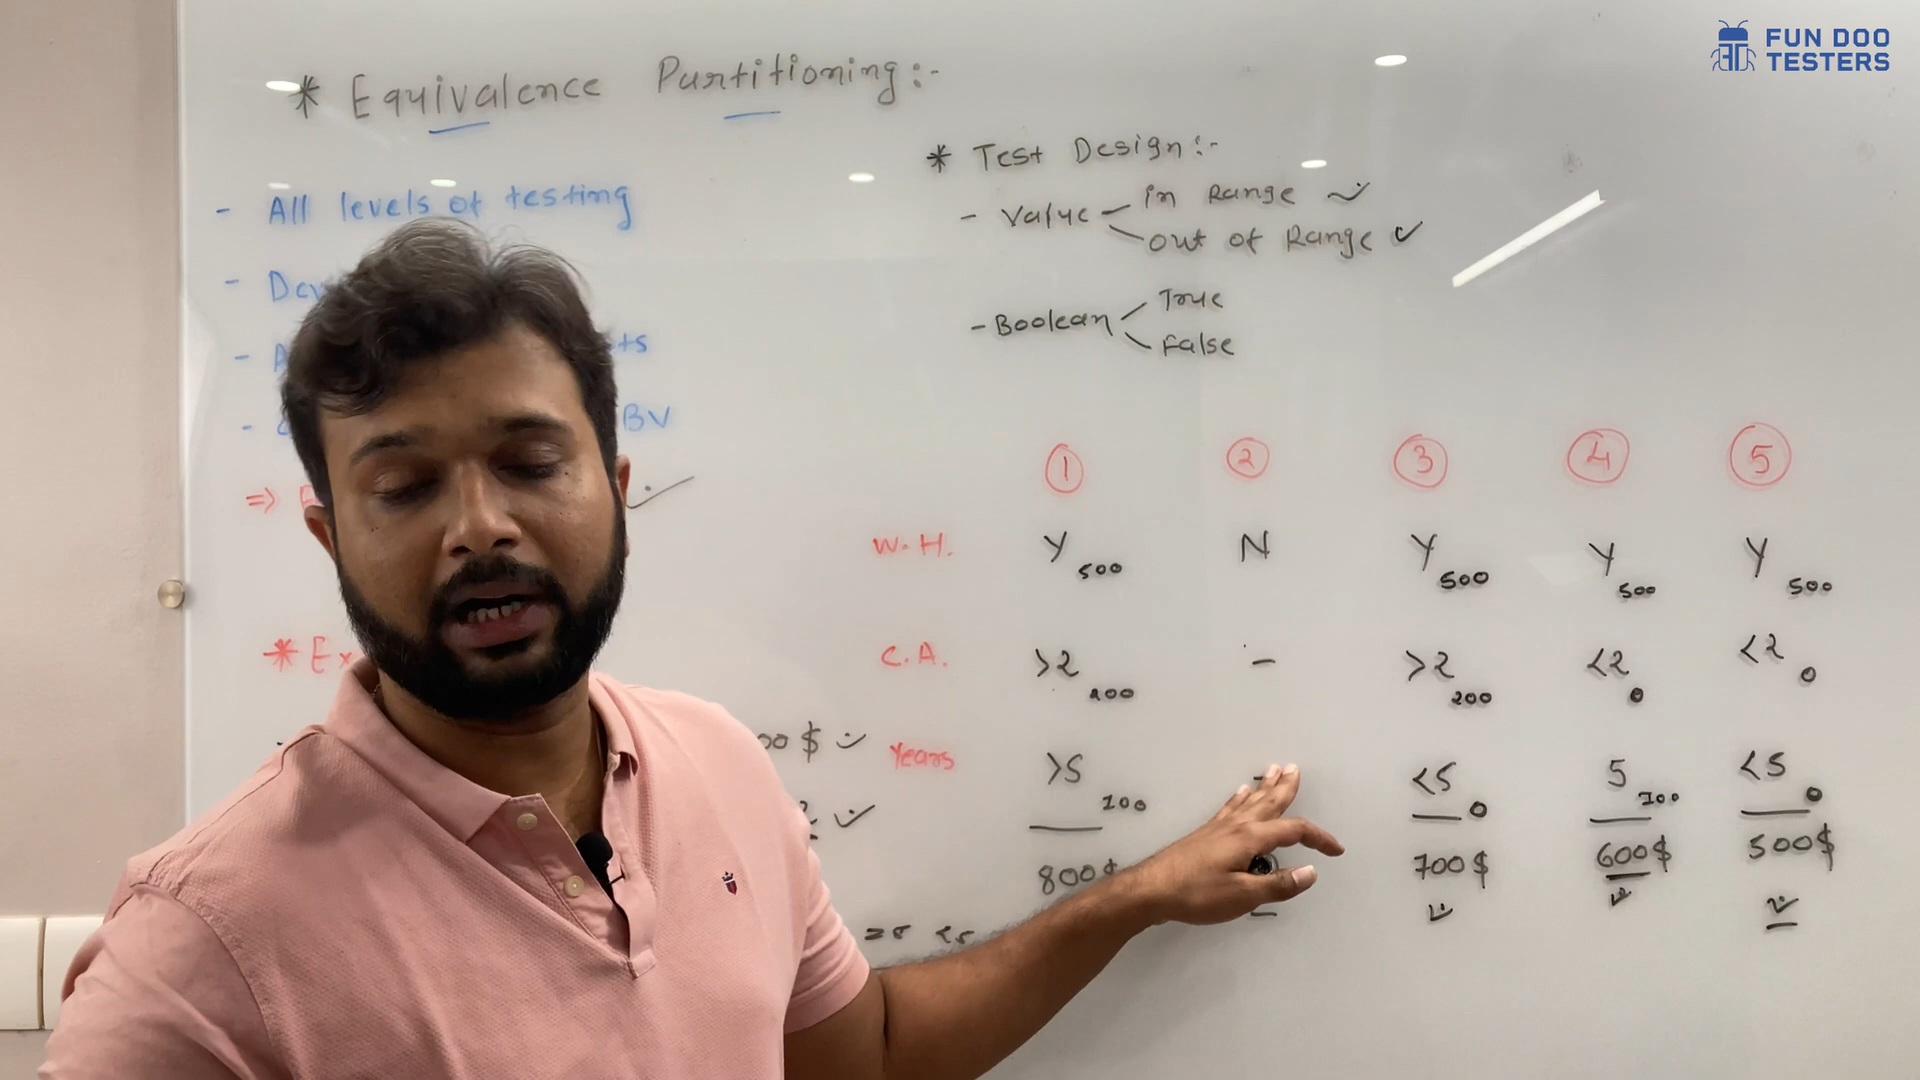 FUN DOO
TESTERS
* Equivalence Partitioning:-
- All levels of testing
- Dev
- A ts
- BV
=>
* Ex
00 $
* Test Design:-
- Value in Range
out of Range
- Boolean True
False
1 2 3 4 5
W.H. Y 500 N Y 500 Y 500 Y 500
C.A. >2 200 - >2 200 <2 0 <2 0
Years >5 100 - <5 0 5 100 <5 0
800$ 700$ 600$ 500$